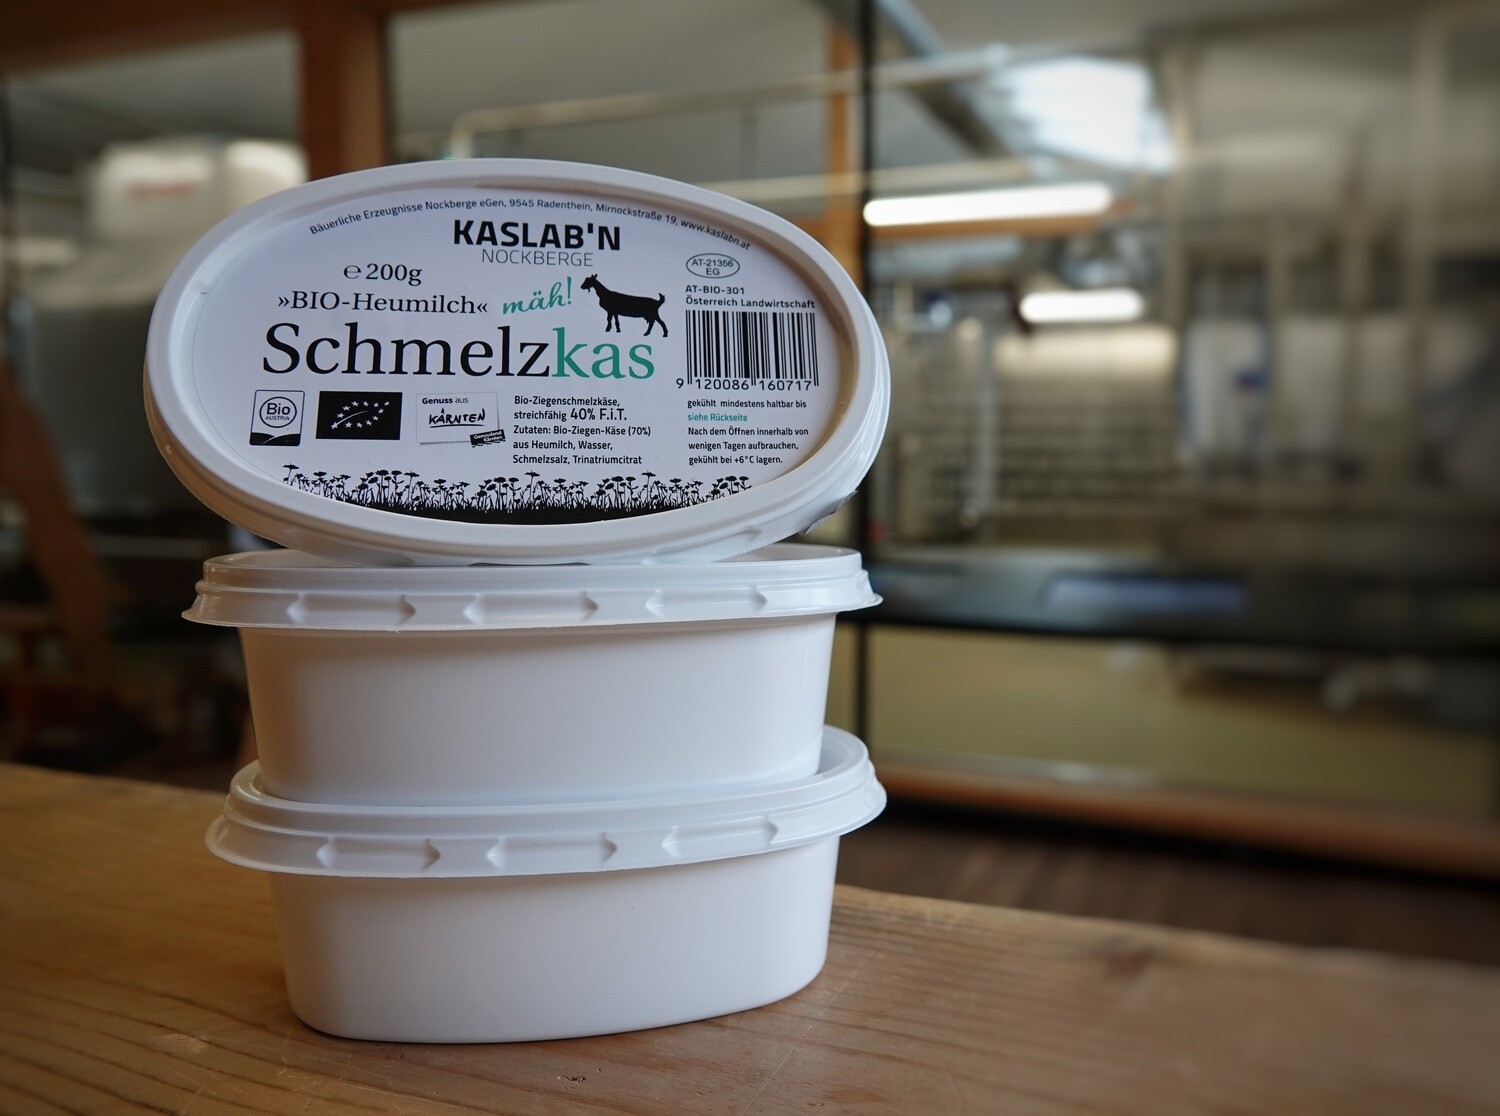 Bäuerliche Erzeugnisse Nockberge eGen, 9545 Radenthein, Mirnockstraße 19, www.kaslabn.at
KASLAB'N
NOCKBERGE
℮ 200g
»BIO-Heumilch« mäh!
Schmelzkas
Bio
AUSTRIA
Genuss aus
KÄRNTEN
Genussland
Kärnten
Bio-Ziegenschmelzkäse,
streichfähig 40% F.i.T.
Zutaten: Bio-Ziegen-Käse (70%)
aus Heumilch, Wasser,
Schmelzsalz, Trinatriumcitrat
AT-21356
EG
AT-BIO-301
Österreich Landwirtschaft
9 120086 160717
gekühlt mindestens haltbar bis
siehe Rückseite
Nach dem Öffnen innerhalb von
wenigen Tagen aufbrauchen,
gekühlt bei +6°C lagern.